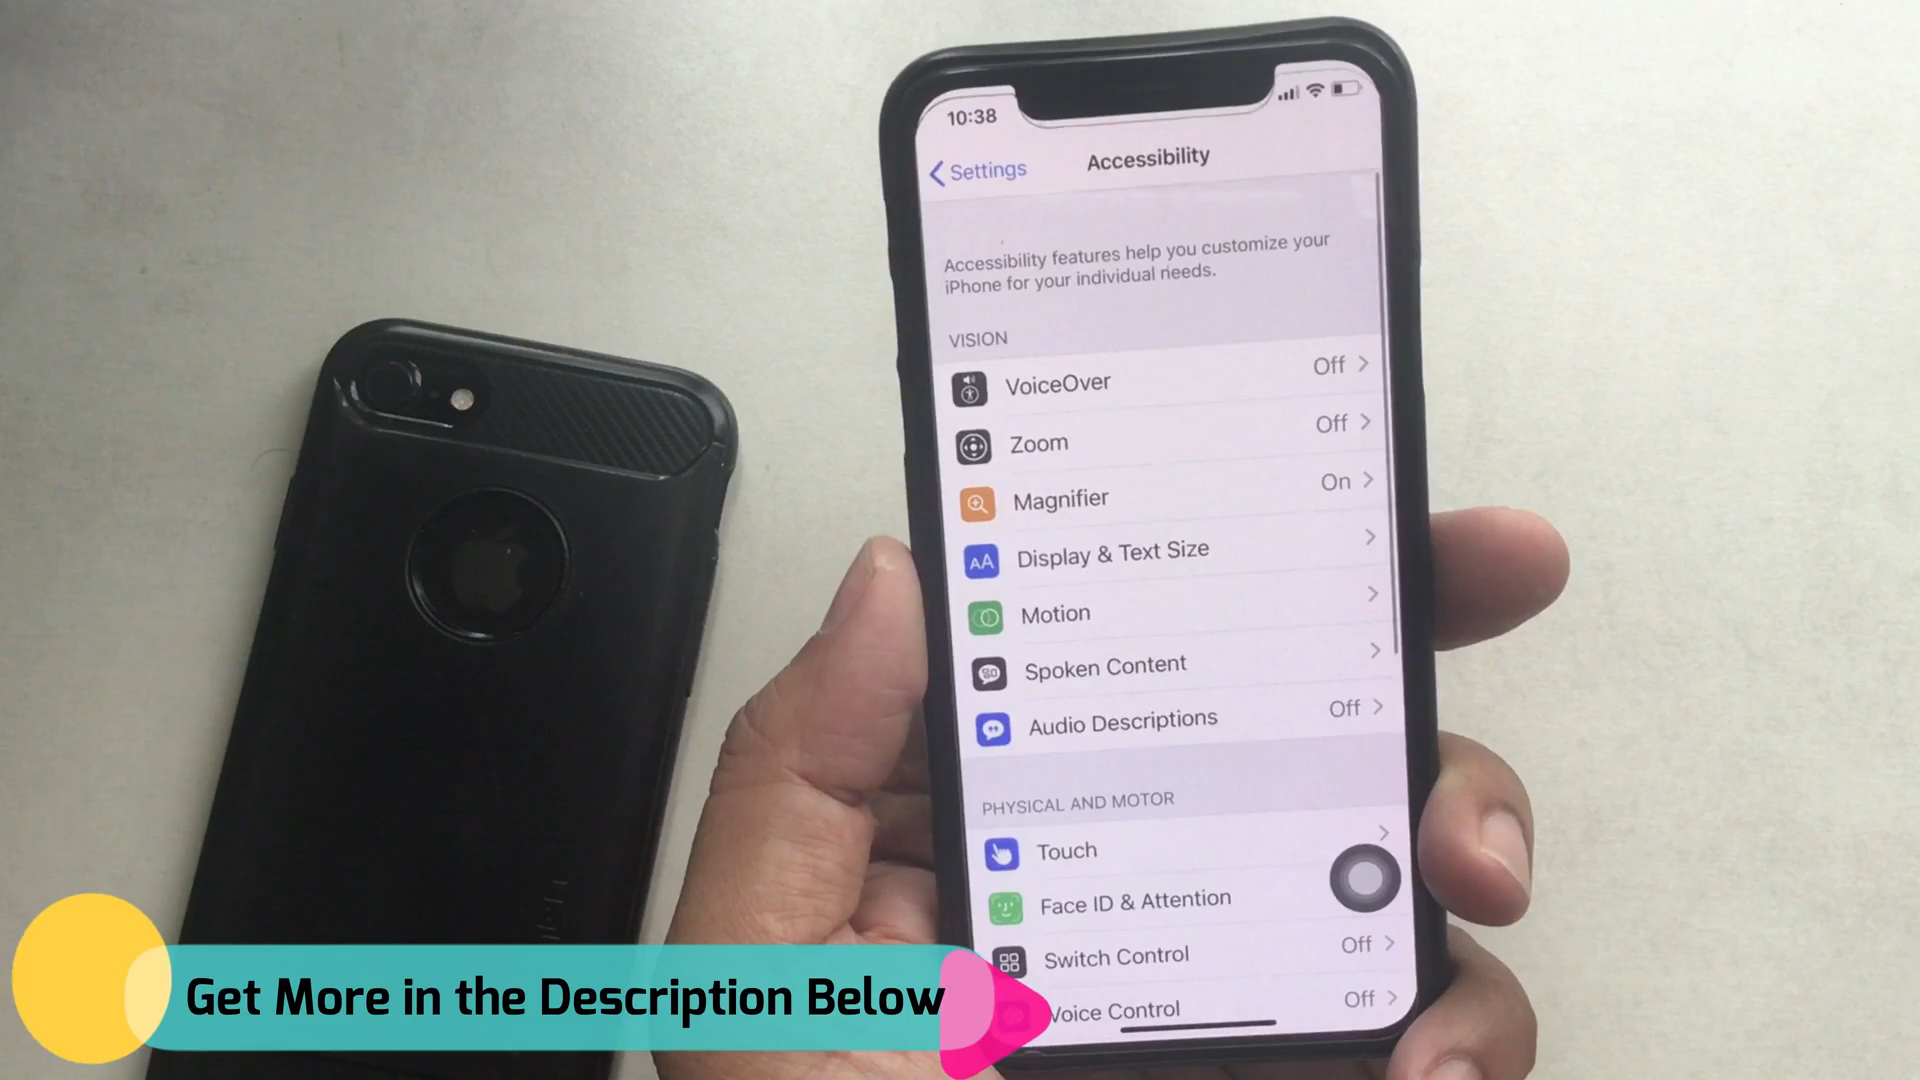 10:38
Settings
Accessibility
Accessibility features help you customize your
iPhone for your individual needs.
VISION
VoiceOver Off
Zoom Off
Magnifier On
AA Display & Text Size
Motion
Spoken Content
Audio Descriptions Off
PHYSICAL AND MOTOR
Touch
Face ID & Attention
Switch Control Off
Voice Control Off
Get More in the Description Below